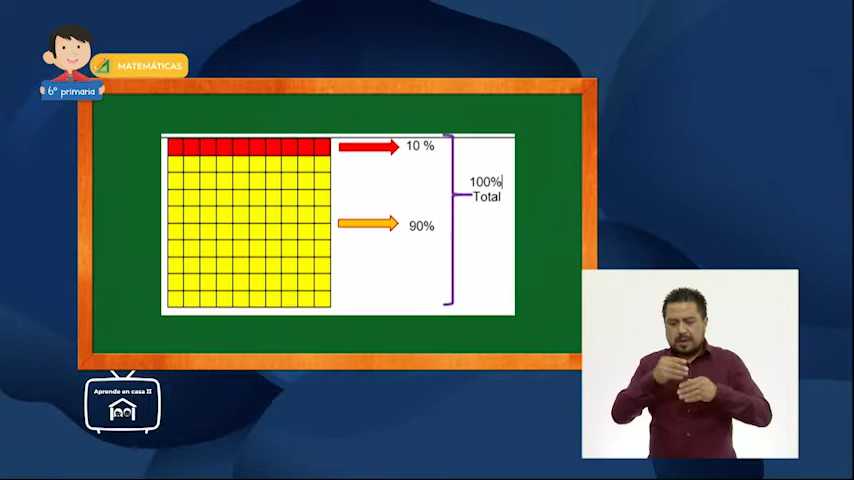 MATEMÁTICAS
6° primaria
10 %
100%
Total
90%
Aprende en casa II